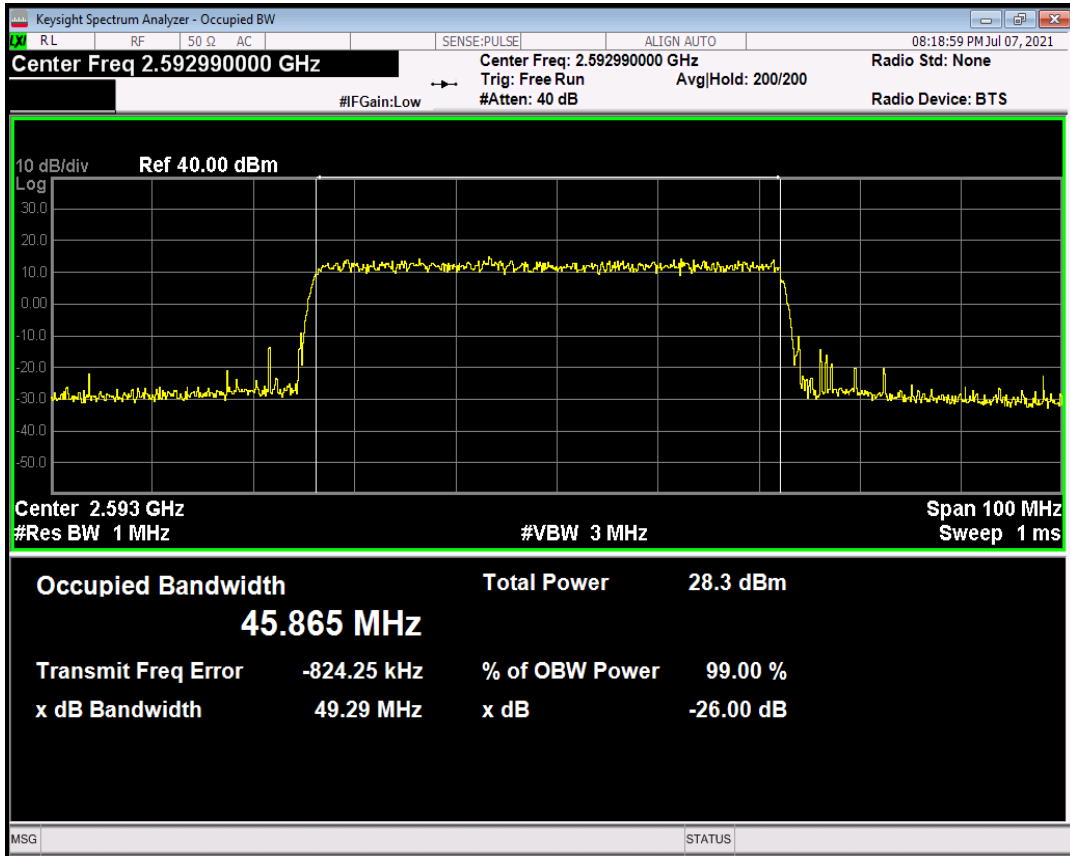 Keysight Spectrum Analyzer - Occupied BW
LXI RL RF 50 Ω AC SENSE:PULSE ALIGN AUTO 08:18:59 PM Jul 07, 2021
Center Freq 2.592990000 GHz Center Freq: 2.592990000 GHz Radio Std: None
Trig: Free Run Avg|Hold: 200/200
#IFGain:Low #Atten: 40 dB Radio Device: BTS
10 dB/div Ref 40.00 dBm
Log
30.0
20.0
10.0
0.00
-10.0
-20.0
-30.0
-40.0
-50.0
Center 2.593 GHz Span 100 MHz
#Res BW 1 MHz #VBW 3 MHz Sweep 1 ms
Occupied Bandwidth Total Power 28.3 dBm
45.865 MHz
Transmit Freq Error -824.25 kHz % of OBW Power 99.00 %
x dB Bandwidth 49.29 MHz x dB -26.00 dB
MSG STATUS